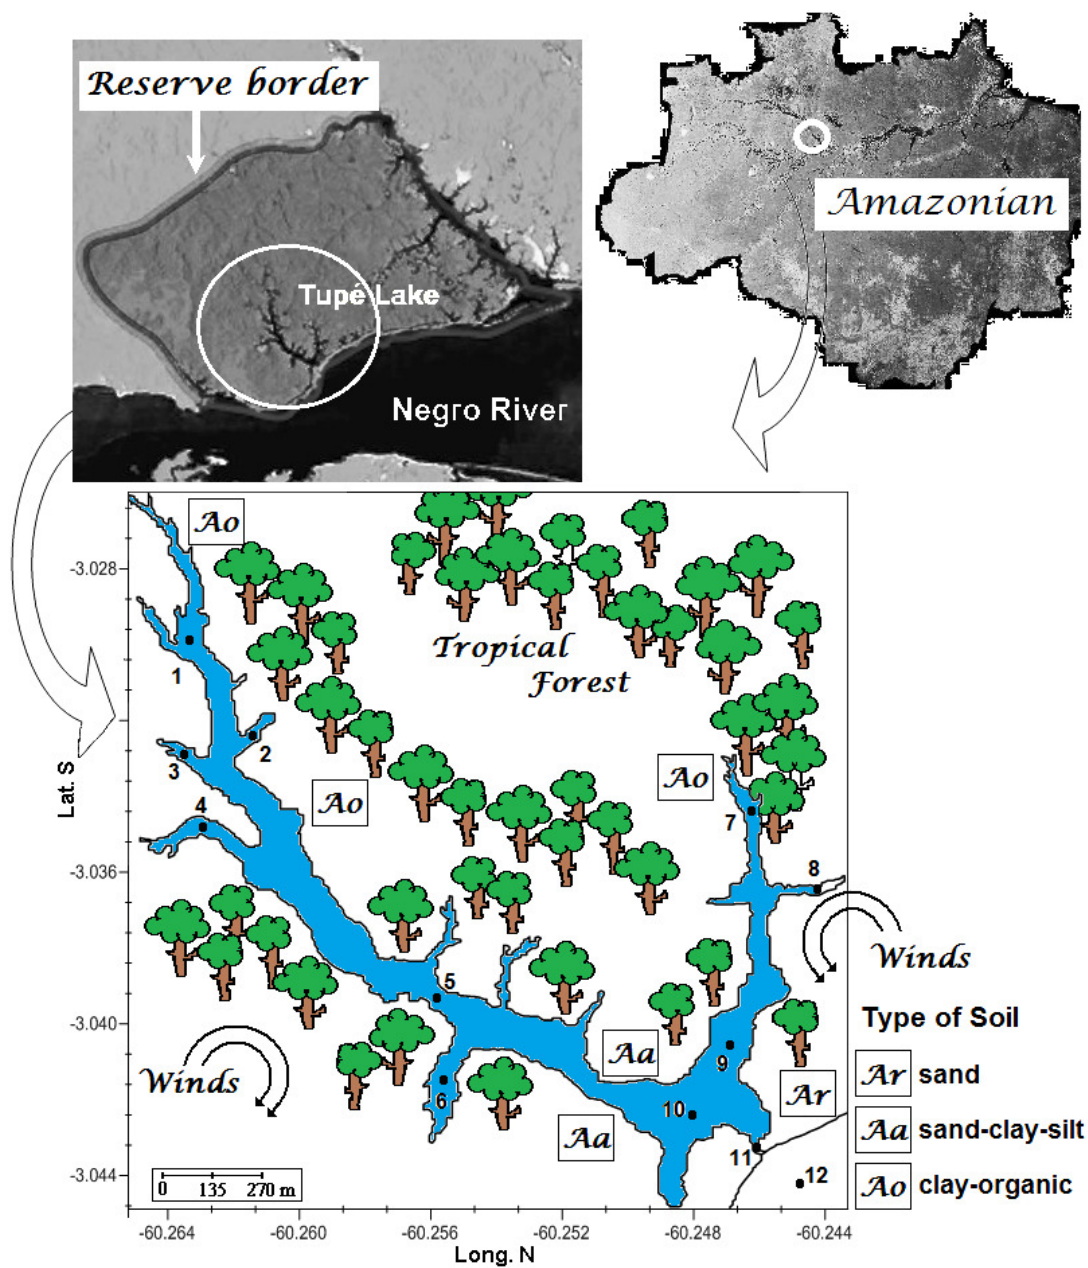 Reserve border
Tupé Lake
Negro River
Amazonian
Ao
-3.028
Tropical
Forest
1
2
3
Lat. S
Ao
Ao
4
7
-3.036
8
Winds
5
-3.040
Type of Soil
Aa
9
Winds
6
Ar
Ar sand
10
Aa
Aa sand-clay-silt
11
12
-3.044
0 135 270 m
Ao clay-organic
-60.264 -60.260 -60.256 -60.252 -60.248 -60.244
Long. N